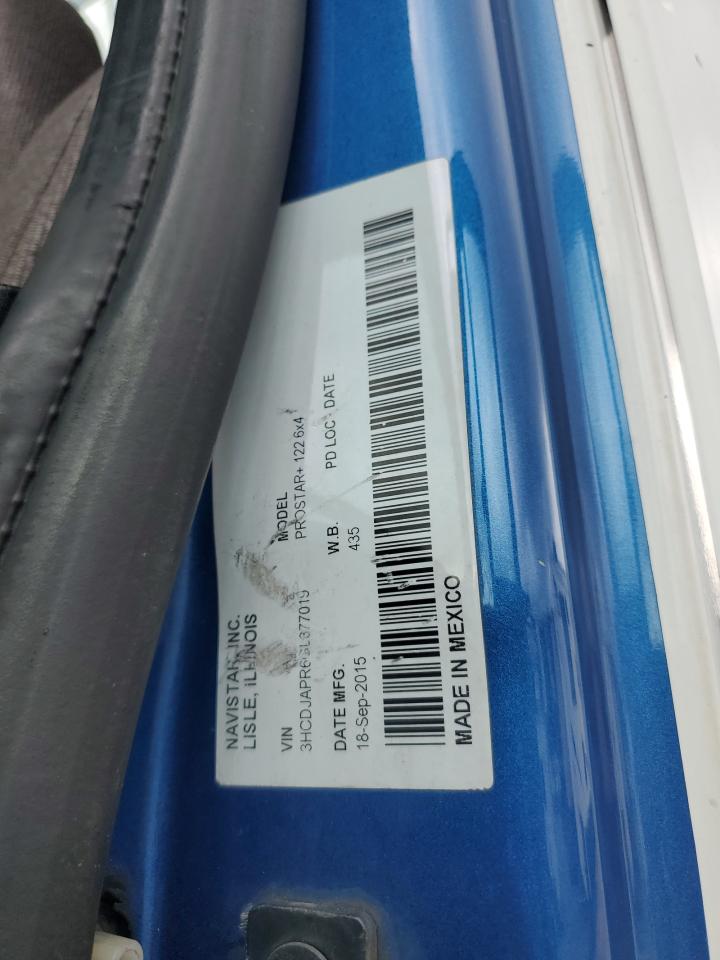 NAVISTAR, INC.
LISLE, ILLINOIS
VIN
MODEL
PROSTAR+ 122 6x4
DATE MFG.
W.B.
PD LOC - DATE
18-Sep-2015
435
MADE IN MEXICO